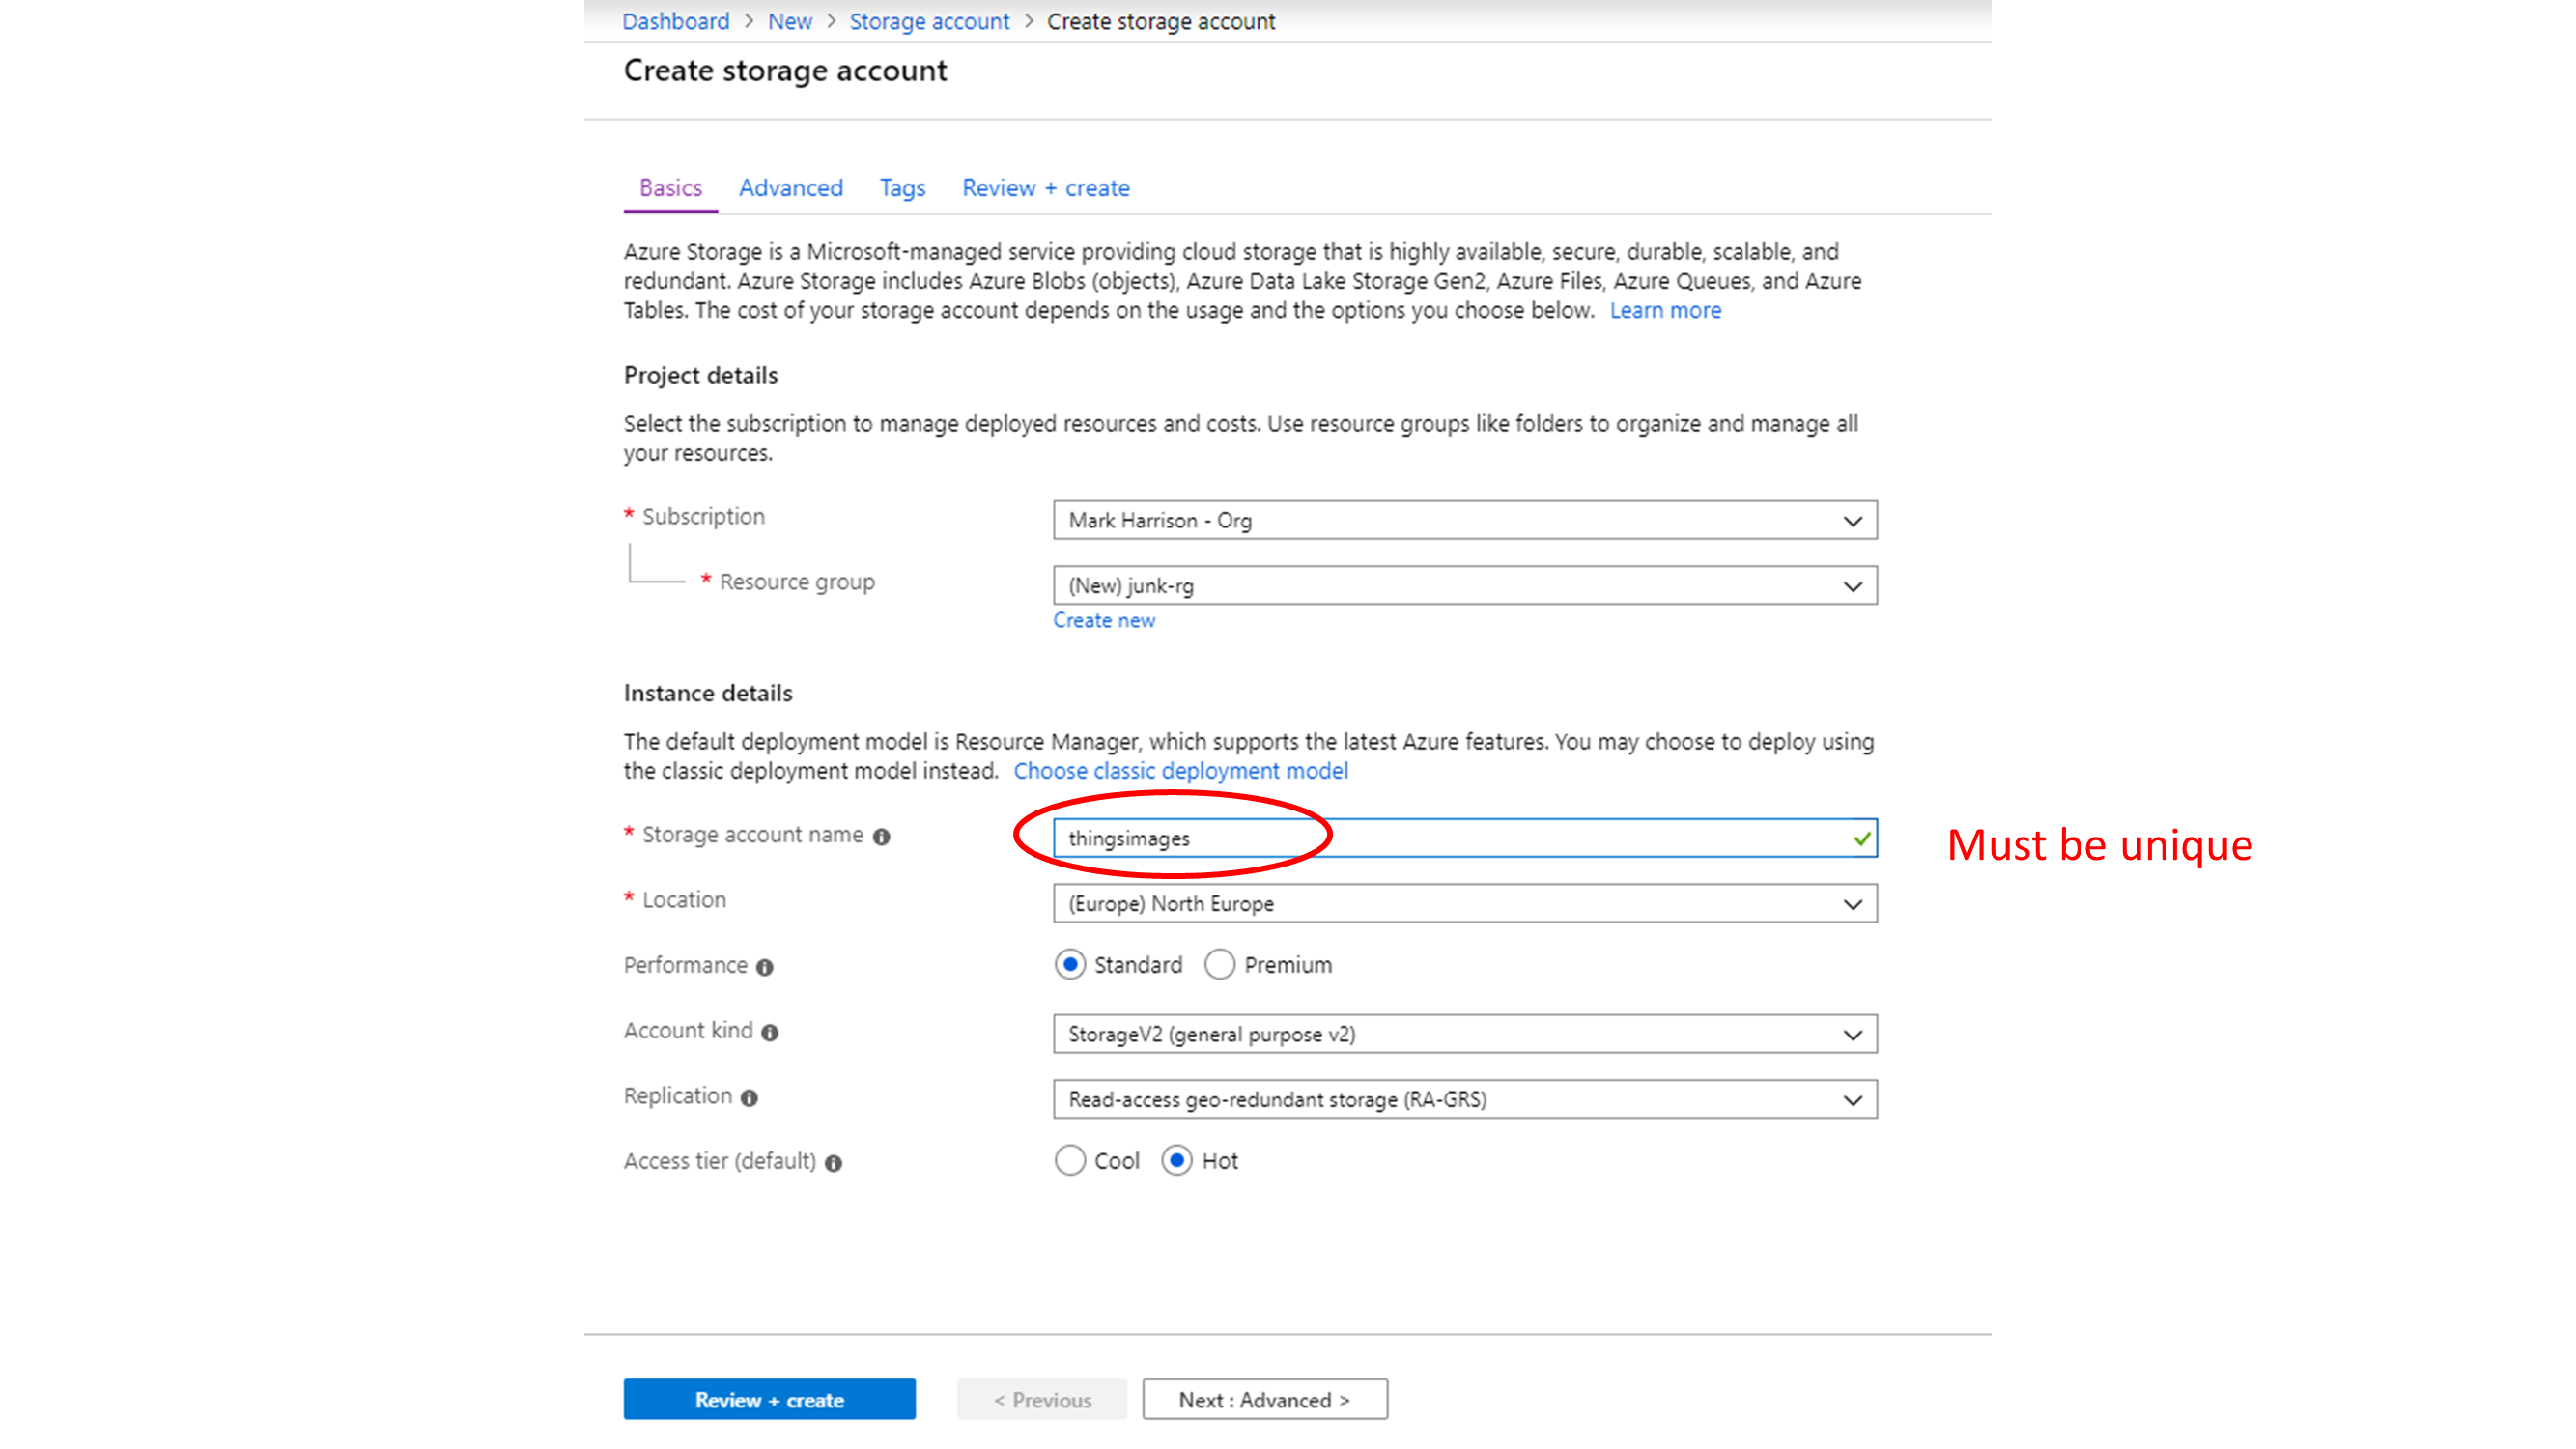 Dashboard > New > Storage account > Create storage account
Create storage account
Basics Advanced Tags Review + create
Azure Storage is a Microsoft-managed service providing cloud storage that is highly available, secure, durable, scalable, and
redundant. Azure Storage includes Azure Blobs (objects), Azure Data Lake Storage Gen2, Azure Files, Azure Queues, and Azure
Tables. The cost of your storage account depends on the usage and the options you choose below. Learn more
Project details
Select the subscription to manage deployed resources and costs. Use resource groups like folders to organize and manage all
your resources.
* Subscription Mark Harrison - Org
* Resource group (New) junk-rg
Create new
Instance details
The default deployment model is Resource Manager, which supports the latest Azure features. You may choose to deploy using
the classic deployment model instead. Choose classic deployment model
* Storage account name thingsimages Must be unique
* Location (Europe) North Europe
Performance Standard Premium
Account kind StorageV2 (general purpose v2)
Replication Read-access geo-redundant storage (RA-GRS)
Access tier (default) Cool Hot
Review + create < Previous Next : Advanced >